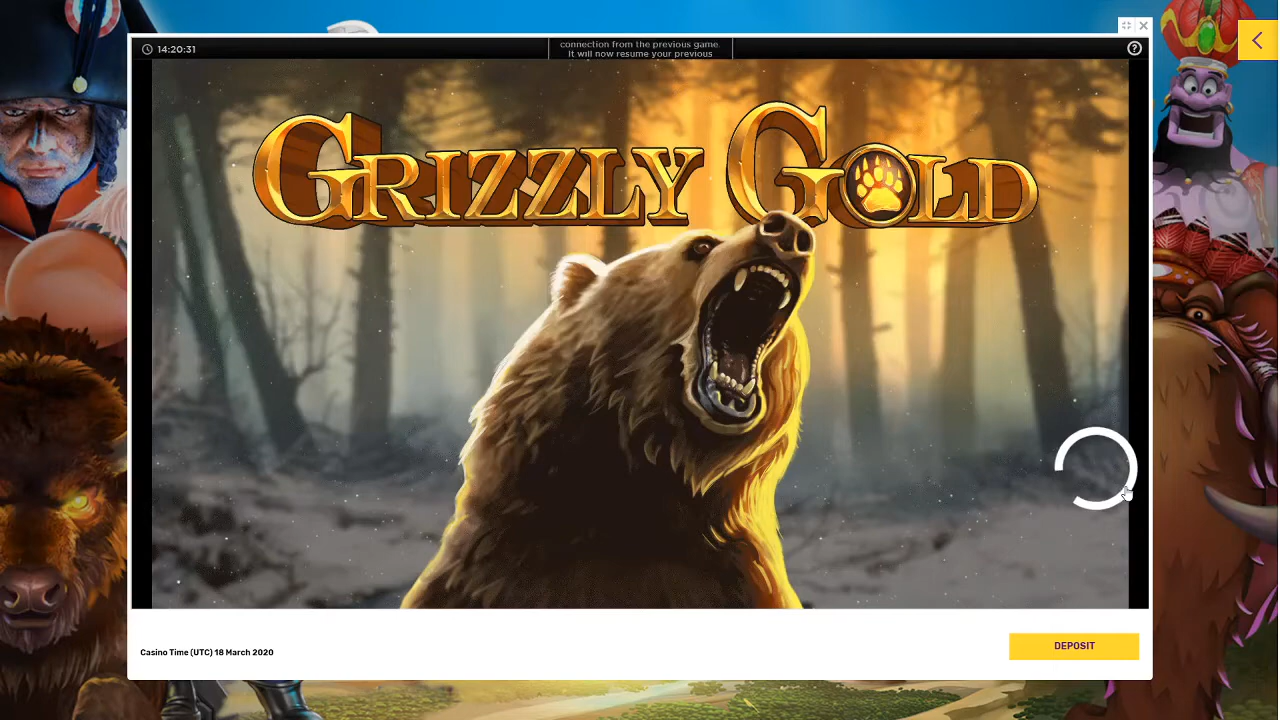 14:20:31
connection from the previous game.
It will now resume your previous
?
GRIZZLY GOLD
Casino Time (UTC) 18 March 2020
DEPOSIT